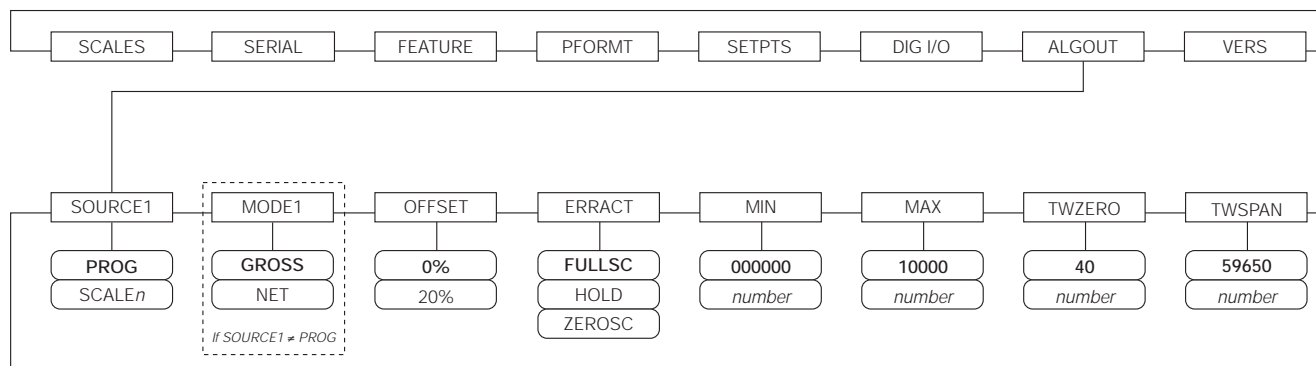 SCALES SERIAL FEATURE PFORMT SETPTS DIG I/O ALGOUT VERS
SOURCE1 MODE1 OFFSET ERRACT MIN MAX TWZERO TWSPAN
PROG GROSS 0% FULLSC 000000 10000 40 59650
SCALEn NET 20% HOLD number number number number
If SOURCE1 ≠ PROG ZEROSC